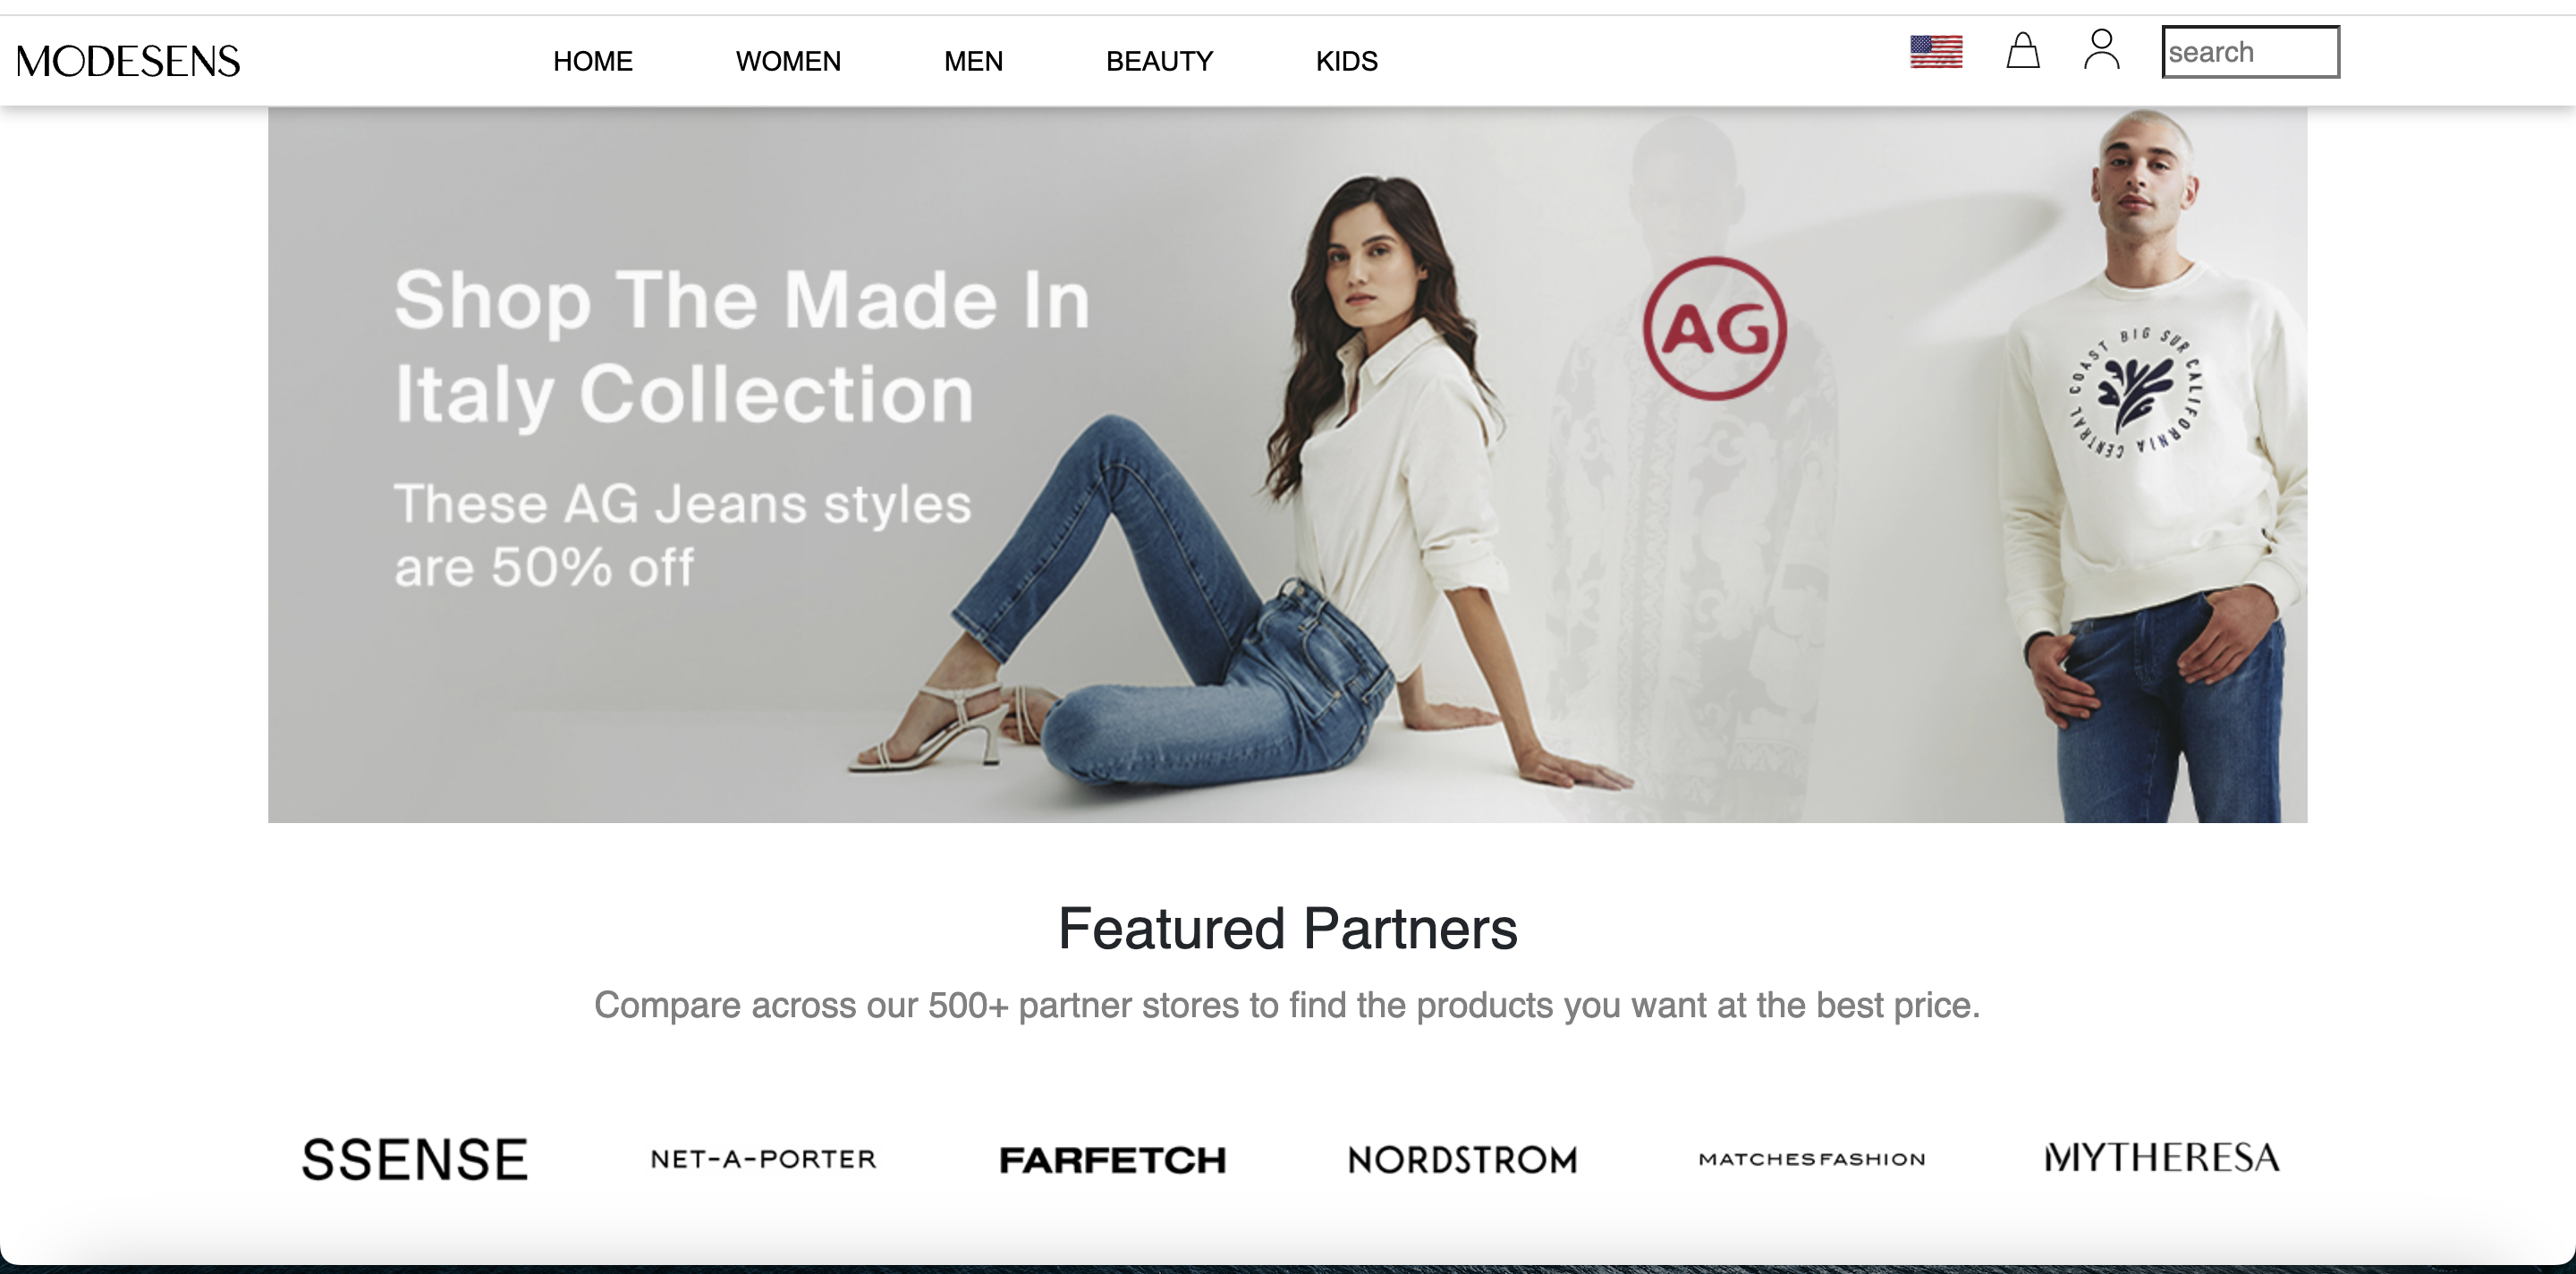 MODESENS
HOME WOMEN MEN BEAUTY KIDS
search
Shop The Made In
Italy Collection
These AG Jeans styles
are 50% off
AG
CENTRAL COAST BIG SUR CALIFORNIA
Featured Partners
Compare across our 500+ partner stores to find the products you want at the best price.
SSENSE NET-A-PORTER FARFETCH NORDSTROM MATCHESFASHION MYTHERESA